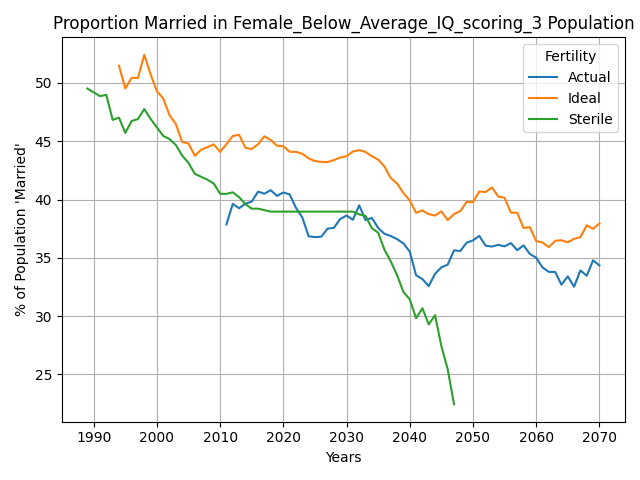 Proportion Married in Female_Below_Average_IQ_scoring_3 Population
Fertility
Actual
Ideal
Sterile
% of Population 'Married'
50
45
40
35
30
25
1990 2000 2010 2020 2030 2040 2050 2060 2070
Years